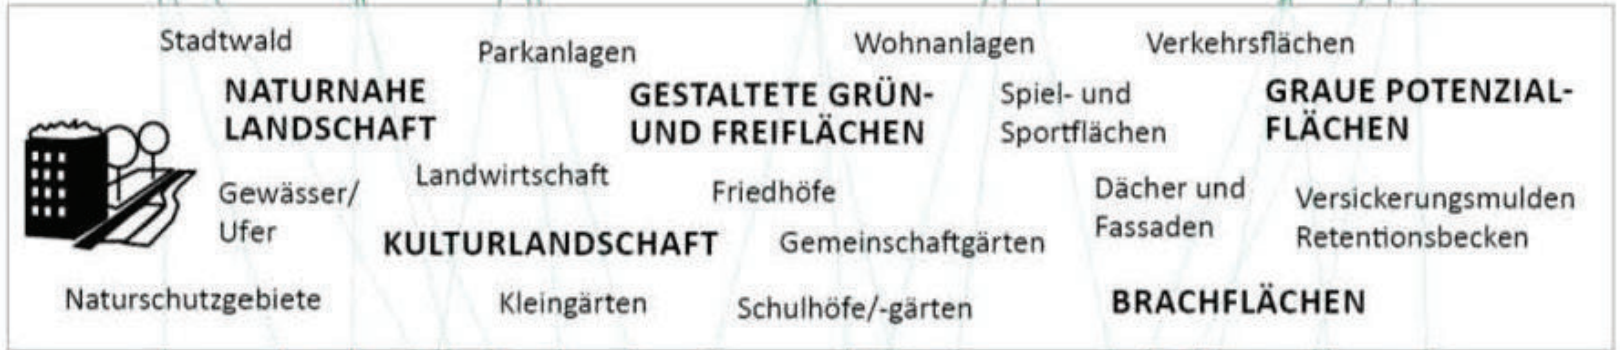 Stadtwald
Parkanlagen
Wohnanlagen
Verkehrsflächen
NATURNAHE
LANDSCHAFT
GESTALTETE GRÜN-
UND FREIFLÄCHEN
Spiel- und
Sportflächen
GRAUE POTENZIAL-
FLÄCHEN
Gewässer/
Ufer
Landwirtschaft
Friedhöfe
Dächer und
Fassaden
Versickerungsmulden
Retentionsbecken
KULTURLANDSCHAFT
Gemeinschaftgärten
Naturschutzgebiete
Kleingärten
Schulhöfe/-gärten
BRACHFLÄCHEN